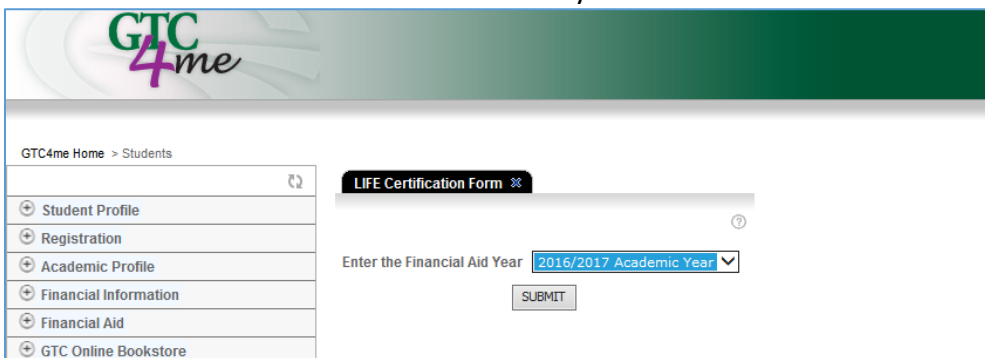 GTC
4me
GTC4me Home > Students
LIFE Certification Form
Student Profile
Registration
Enter the Financial Aid Year 2016/2017 Academic Year
Academic Profile
SUBMIT
Financial Information
Financial Aid
GTC Online Bookstore